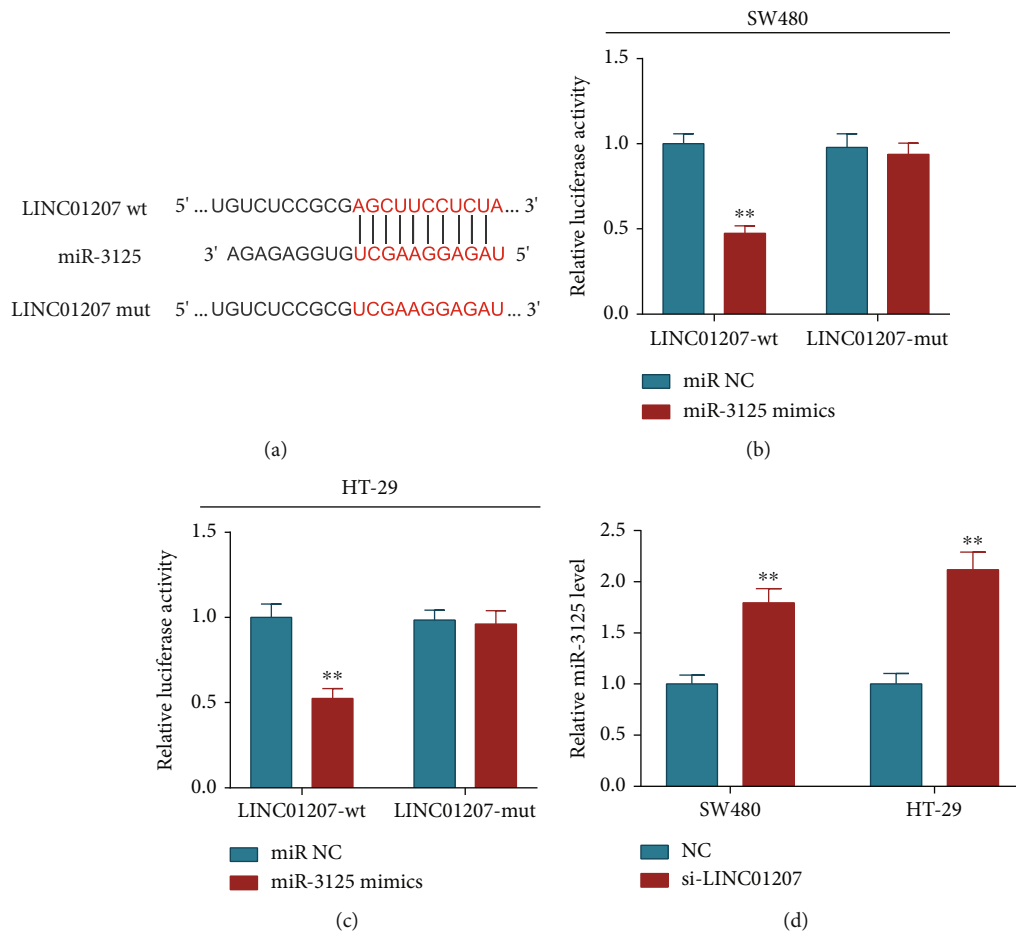 LINC01207 wt 5' ...UGUCUCCGCGAGCUUCCUCUA... 3'
miR-3125 3' AGAGAGGUGUCGAAGGAGAU 5'
LINC01207 mut 5' ...UGUCUCCGCGUCGAAGGAGAU... 3'
(a)
SW480
Relative luciferase activity
1.5
1.0
0.5
0.0
**
LINC01207-wt LINC01207-mut
miR NC
miR-3125 mimics
(b)
HT-29
Relative luciferase activity
1.5
1.0
0.5
0.0
**
LINC01207-wt LINC01207-mut
miR NC
miR-3125 mimics
(c)
Relative miR-3125 level
2.5
2.0
1.5
1.0
0.5
0.0
** **
SW480 HT-29
NC
si-LINC01207
(d)